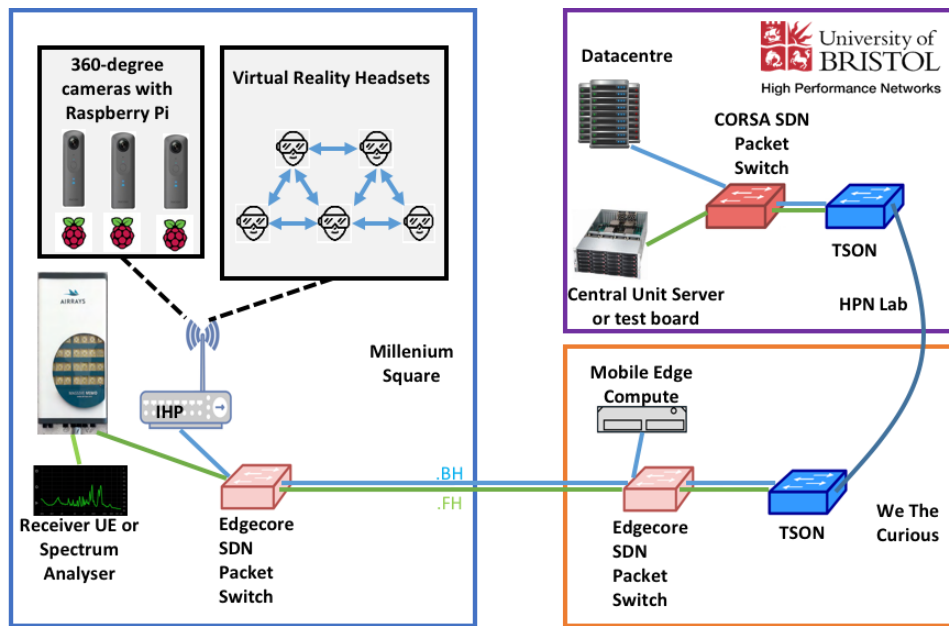 360-degree
cameras with
Raspberry Pi
Virtual Reality Headsets
AIRRAYS
IHP
Millenium
Square
Receiver UE or
Spectrum
Analyser
Edgecore
SDN
Packet
Switch
.BH
.FH
Datacentre
University of
BRISTOL
High Performance Networks
CORSA SDN
Packet
Switch
TSON
Central Unit Server
or test board
HPN Lab
Mobile Edge
Compute
Edgecore
SDN
Packet
Switch
TSON
We The
Curious